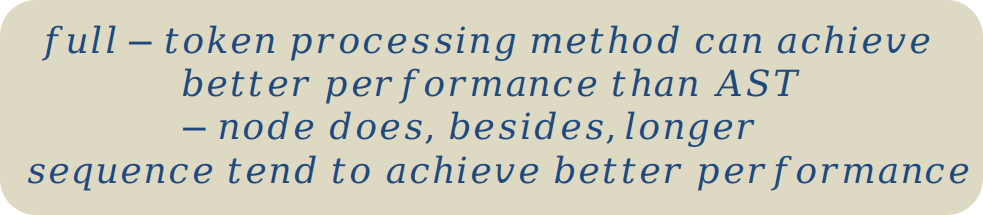 full – token processing method can achieve
better performance than AST
– node does, besides, longer
sequence tend to achieve better performance